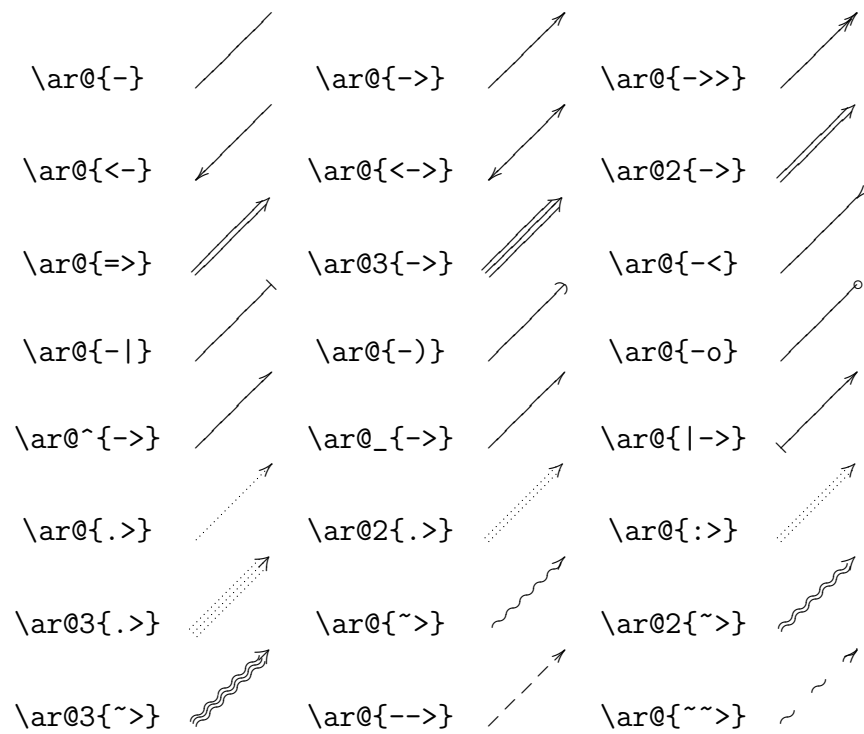 \ar@{-} \ar@{->} \ar@{->>}
\ar@{<-} \ar@{<->} \ar@2{->}
\ar@{=>} \ar@3{->} \ar@{-<}
\ar@{-|} \ar@{-)} \ar@{-o}
\ar@^{->} \ar@_{->} \ar@{|->}
\ar@{.>} \ar@2{.>} \ar@{:>}
\ar@3{.>} \ar@{~>} \ar@2{~>}
\ar@3{~>} \ar@{-->} \ar@{~~>}